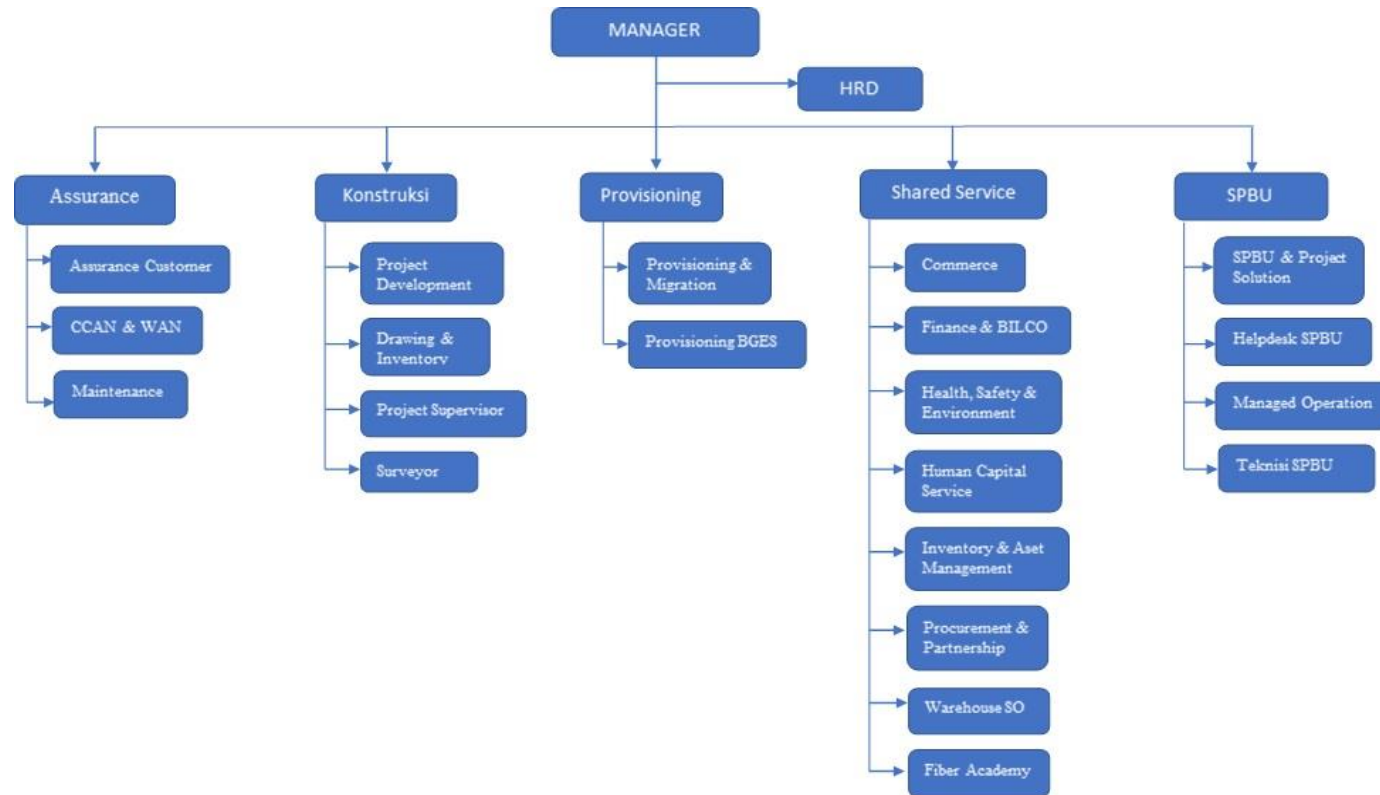 MANAGER
HRD
Assurance
Assurance Customer
CCAN & WAN
Maintenance
Konstruksi
Project
Development
Drawing &
Inventory
Project Supervisor
Surveyor
Provisioning
Provisioning &
Migration
Provisioning BGES
Shared Service
Commerce
Finance & BILCO
Health, Safety &
Environment
Human Capital
Service
Inventory & Aset
Management
Procurement &
Partnership
Warehouse SO
Fiber Academy
SPBU
SPBU & Project
Solution
Helpdesk SPBU
Managed Operation
Teknisi SPBU